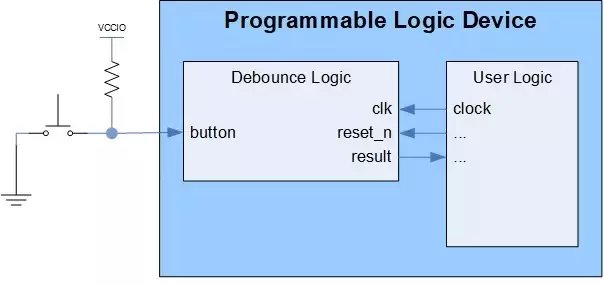 Programmable Logic Device
VCCIO
Debounce Logic
User Logic
clk
clock
button
reset_n
...
result
...